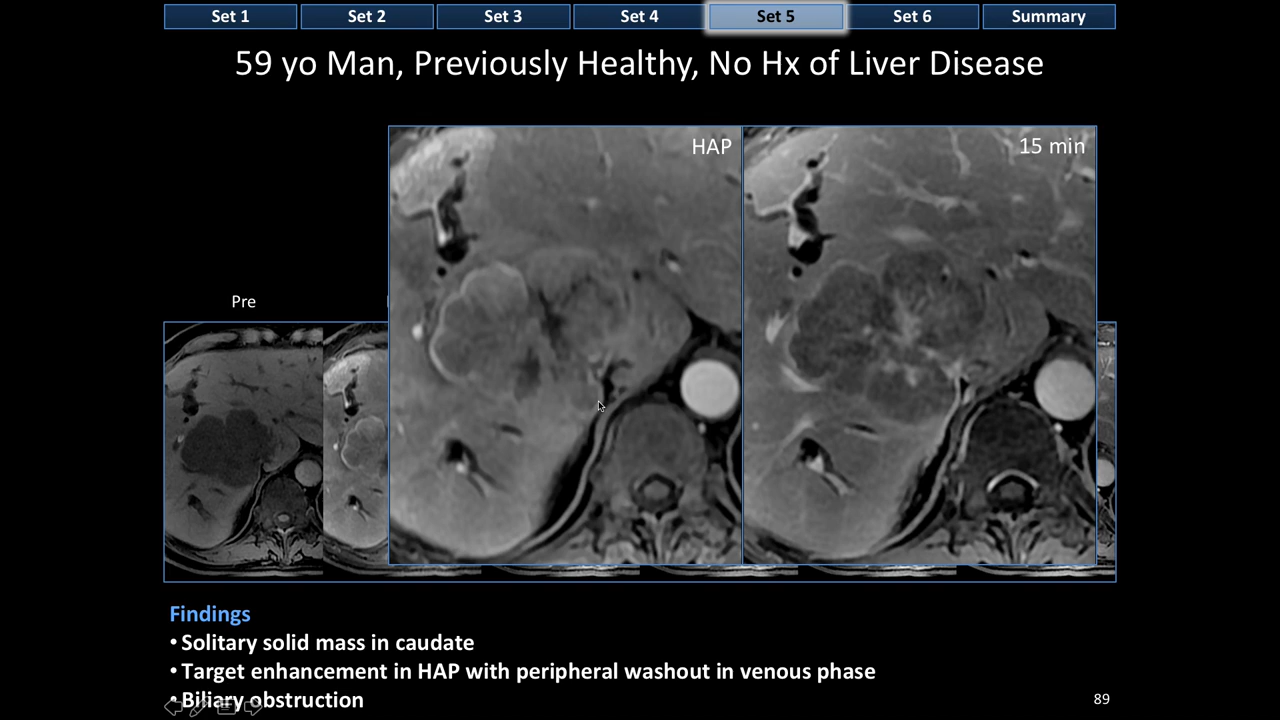 Set 1 Set 2 Set 3 Set 4 Set 5 Set 6 Summary
59 yo Man, Previously Healthy, No Hx of Liver Disease
HAP 15 min
Pre
Findings
• Solitary solid mass in caudate
• Target enhancement in HAP with peripheral washout in venous phase
• Biliary obstruction
89